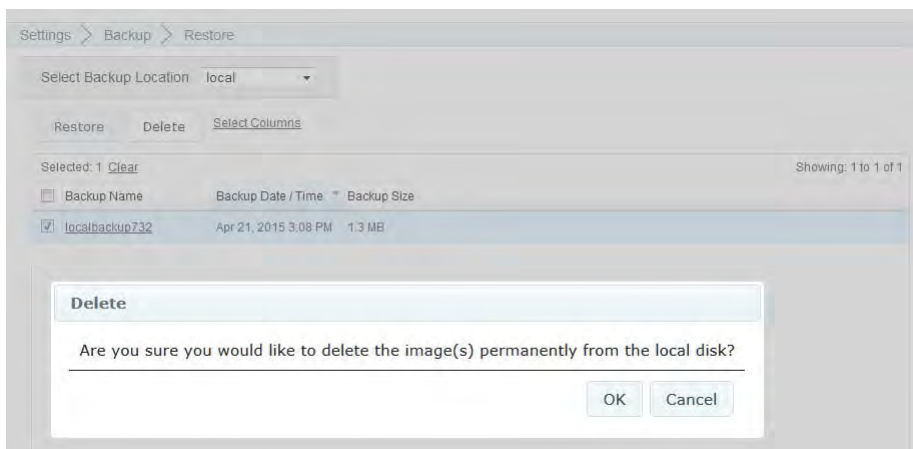 Settings > Backup > Restore
Select Backup Location local
Restore Delete Select Columns
Selected: 1 Clear Showing: 1 to 1 of 1
Backup Name Backup Date / Time Backup Size
localbackup732 Apr 21, 2015 3:08 PM 1.3 MB
Delete
Are you sure you would like to delete the image(s) permanently from the local disk?
OK Cancel